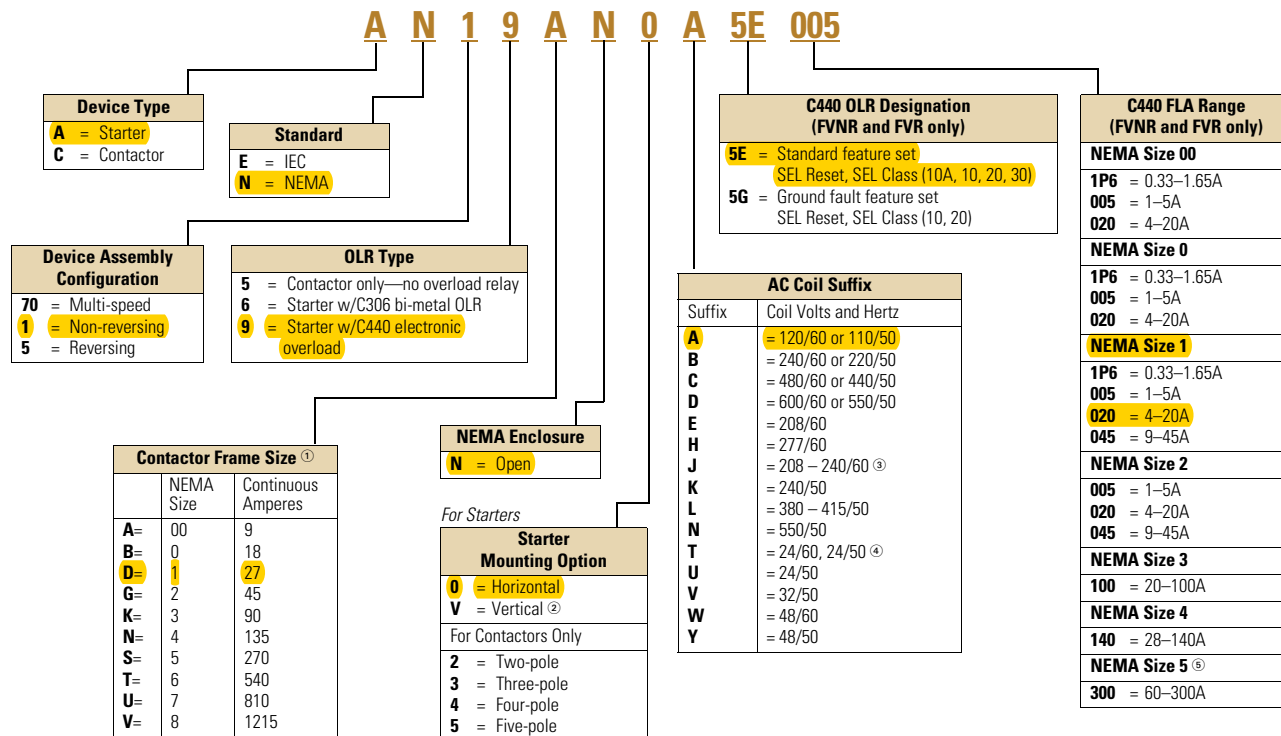 A N 1 9 A N 0 A 5E 005
Device Type
A = Starter
C = Contactor
Standard
E = IEC
N = NEMA
Device Assembly
Configuration
70 = Multi-speed
1 = Non-reversing
5 = Reversing
OLR Type
5 = Contactor only—no overload relay
6 = Starter w/C306 bi-metal OLR
9 = Starter w/C440 electronic
overload
Contactor Frame Size ①
NEMA Size Continuous Amperes
A= 00 9
B= 0 18
D= 1 27
G= 2 45
K= 3 90
N= 4 135
S= 5 270
T= 6 540
U= 7 810
V= 8 1215
NEMA Enclosure
N = Open
For Starters
Starter
Mounting Option
0 = Horizontal
V = Vertical ②
For Contactors Only
2 = Two-pole
3 = Three-pole
4 = Four-pole
5 = Five-pole
AC Coil Suffix
Suffix Coil Volts and Hertz
A = 120/60 or 110/50
B = 240/60 or 220/50
C = 480/60 or 440/50
D = 600/60 or 550/50
E = 208/60
H = 277/60
J = 208 – 240/60 ③
K = 240/50
L = 380 – 415/50
N = 550/50
T = 24/60, 24/50 ④
U = 24/50
V = 32/50
W = 48/60
Y = 48/50
C440 OLR Designation
(FVNR and FVR only)
5E = Standard feature set
SEL Reset, SEL Class (10A, 10, 20, 30)
5G = Ground fault feature set
SEL Reset, SEL Class (10, 20)
C440 FLA Range
(FVNR and FVR only)
NEMA Size 00
1P6 = 0.33–1.65A
005 = 1–5A
020 = 4–20A
NEMA Size 0
1P6 = 0.33–1.65A
005 = 1–5A
020 = 4–20A
NEMA Size 1
1P6 = 0.33–1.65A
005 = 1–5A
020 = 4–20A
045 = 9–45A
NEMA Size 2
005 = 1–5A
020 = 4–20A
045 = 9–45A
NEMA Size 3
100 = 20–100A
NEMA Size 4
140 = 28–140A
NEMA Size 5 ⑤
300 = 60–300A